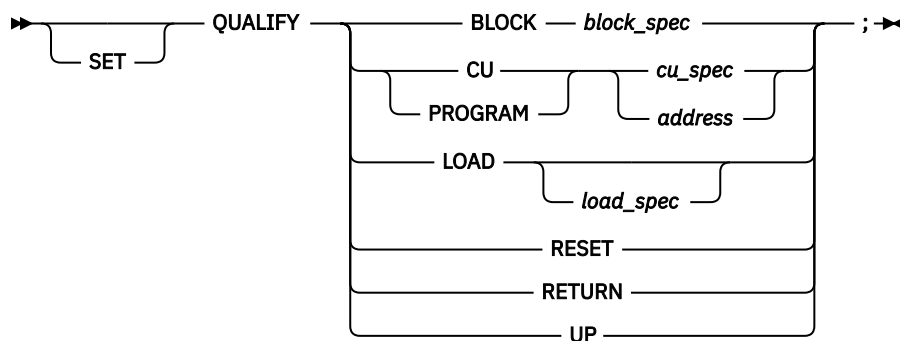 QUALIFY BLOCK block_spec ;
SET
CU cu_spec
PROGRAM address
LOAD
load_spec
RESET
RETURN
UP